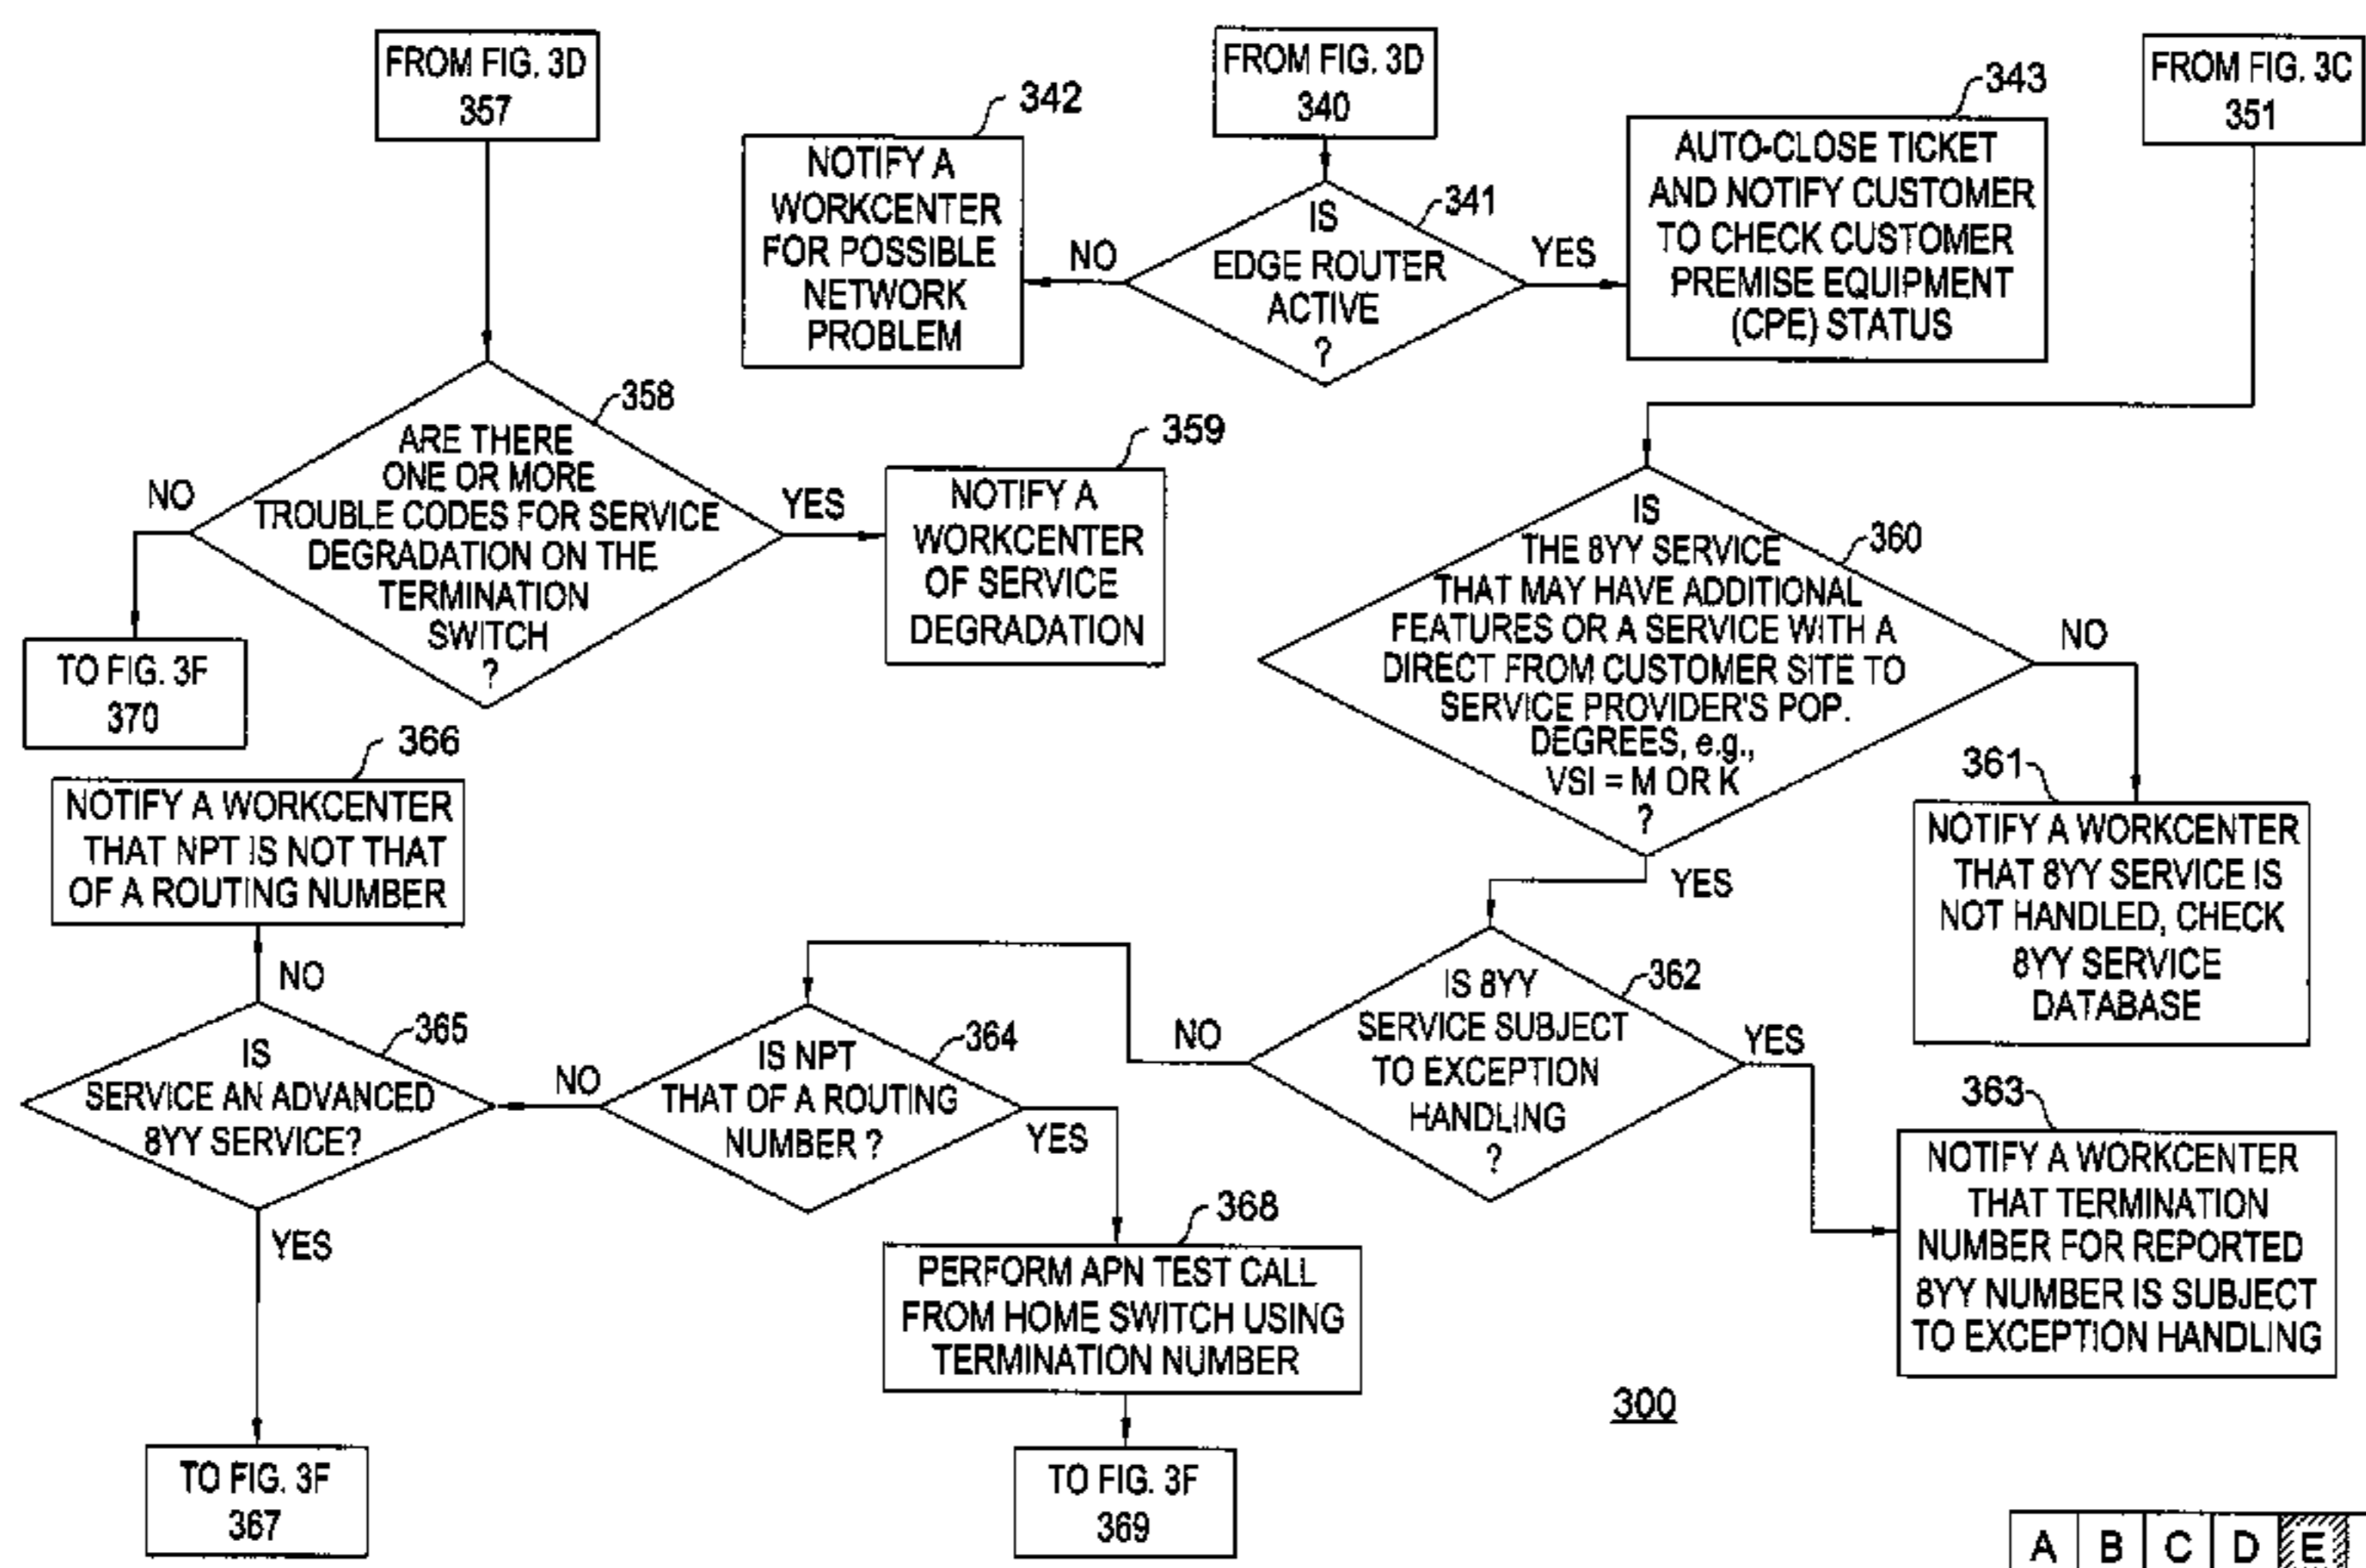 FROM FIG. 3D
357
FROM FIG. 3D
340
FROM FIG. 3C
351
342
NOTIFY A
WORKCENTER
FOR POSSIBLE
NETWORK
PROBLEM
NO
341
IS
EDGE ROUTER
ACTIVE
?
YES
343
AUTO-CLOSE TICKET
AND NOTIFY CUSTOMER
TO CHECK CUSTOMER
PREMISE EQUIPMENT
(CPE) STATUS
358
ARE THERE
ONE OR MORE
TROUBLE CODES FOR SERVICE
DEGRADATION ON THE
TERMINATION
SWITCH
?
NO
YES
359
NOTIFY A
WORKCENTER
OF SERVICE
DEGRADATION
TO FIG. 3F
370
360
IS
THE 8YY SERVICE
THAT MAY HAVE ADDITIONAL
FEATURES OR A SERVICE WITH A
DIRECT FROM CUSTOMER SITE TO
SERVICE PROVIDER'S POP.
DEGREES, e.g.,
VSI = M OR K
?
NO
YES
361
NOTIFY A WORKCENTER
THAT 8YY SERVICE IS
NOT HANDLED, CHECK
8YY SERVICE
DATABASE
366
NOTIFY A WORKCENTER
THAT NPT IS NOT THAT
OF A ROUTING NUMBER
NO
365
IS
SERVICE AN ADVANCED
8YY SERVICE?
YES
NO
364
IS NPT
THAT OF A ROUTING
NUMBER ?
YES
NO
362
IS 8YY
SERVICE SUBJECT
TO EXCEPTION
HANDLING
?
YES
363
NOTIFY A WORKCENTER
THAT TERMINATION
NUMBER FOR REPORTED
8YY NUMBER IS SUBJECT
TO EXCEPTION HANDLING
368
PERFORM APN TEST CALL
FROM HOME SWITCH USING
TERMINATION NUMBER
300
TO FIG. 3F
367
TO FIG. 3F
369
A B C D E